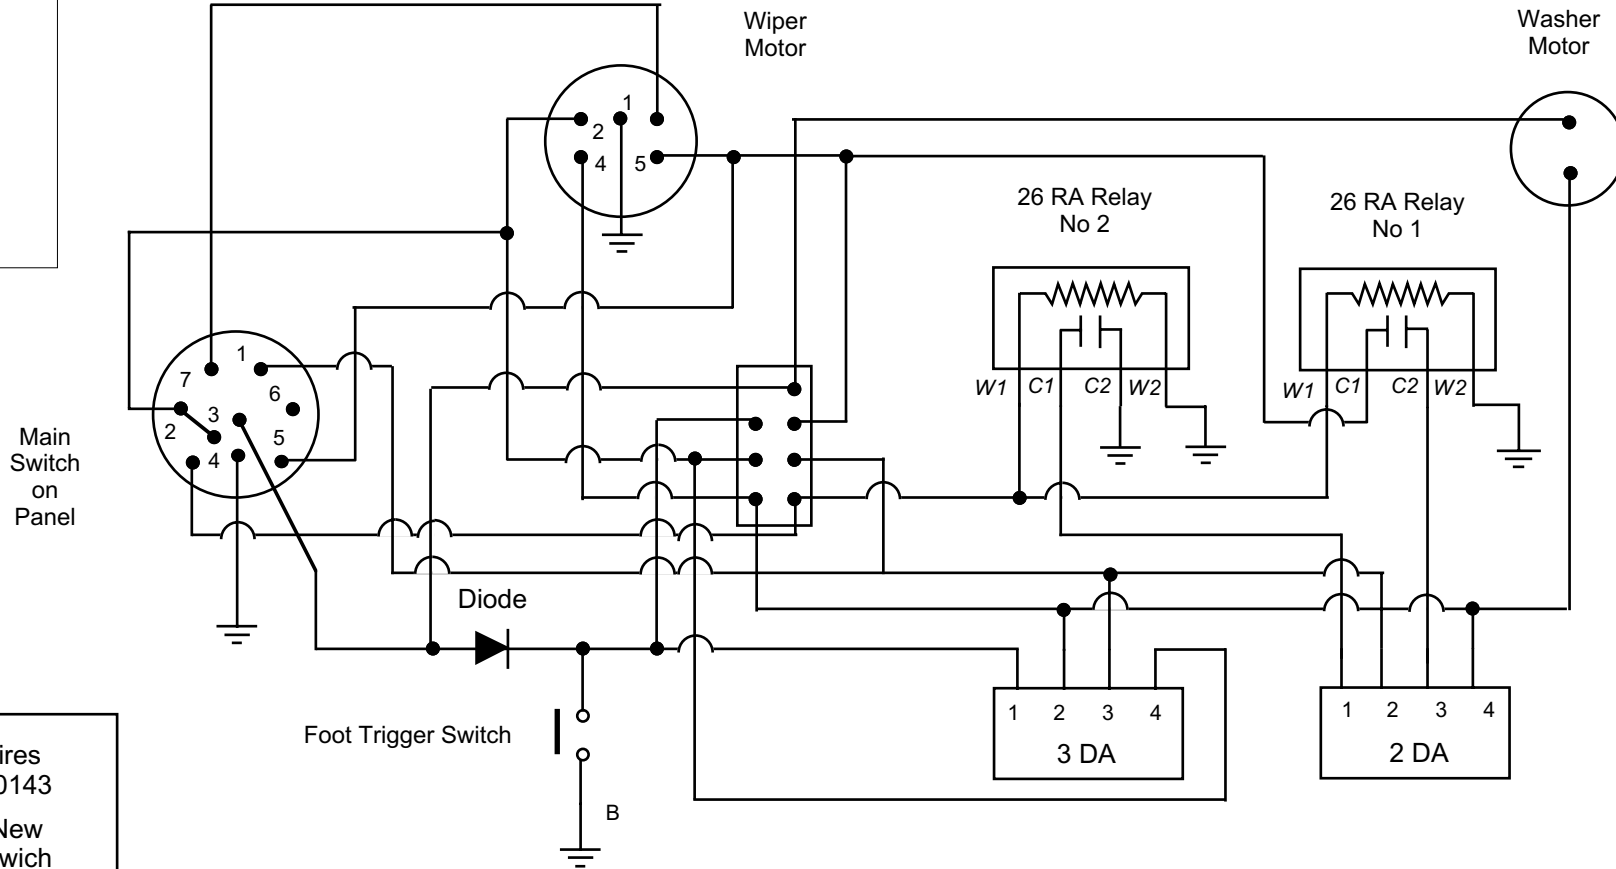 Wiper
Motor
Washer
Motor
1
2
4
5
26 RA Relay
No 2
26 RA Relay
No 1
W1
C1
C2
W2
W1
C1
C2
W2
1
7
6
3
2
5
4
Main
Switch
on
Panel
Diode
Foot Trigger Switch
B
1 2 3 4
3 DA
1 2 3 4
2 DA
ires
0143
New
wich